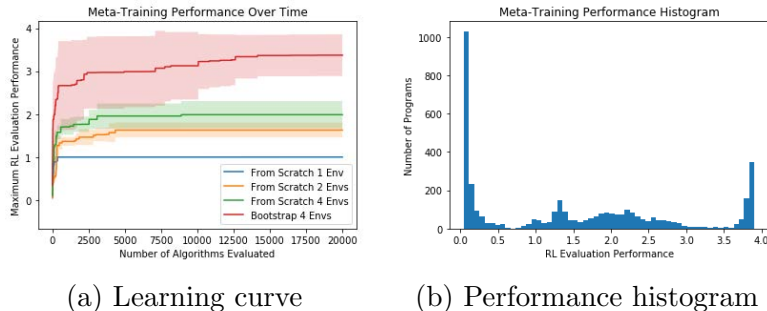 Meta-Training Performance Over Time
Maximum RL Evaluation Performance
4
3
2
1
0
0 2500 5000 7500 10000 12500 15000 17500 20000
Number of Algorithms Evaluated
From Scratch 1 Env
From Scratch 2 Envs
From Scratch 4 Envs
Bootstrap 4 Envs
(a) Learning curve
Meta-Training Performance Histogram
Number of Programs
1000
800
600
400
200
0
0.0 0.5 1.0 1.5 2.0 2.5 3.0 3.5 4.0
RL Evaluation Performance
(b) Performance histogram